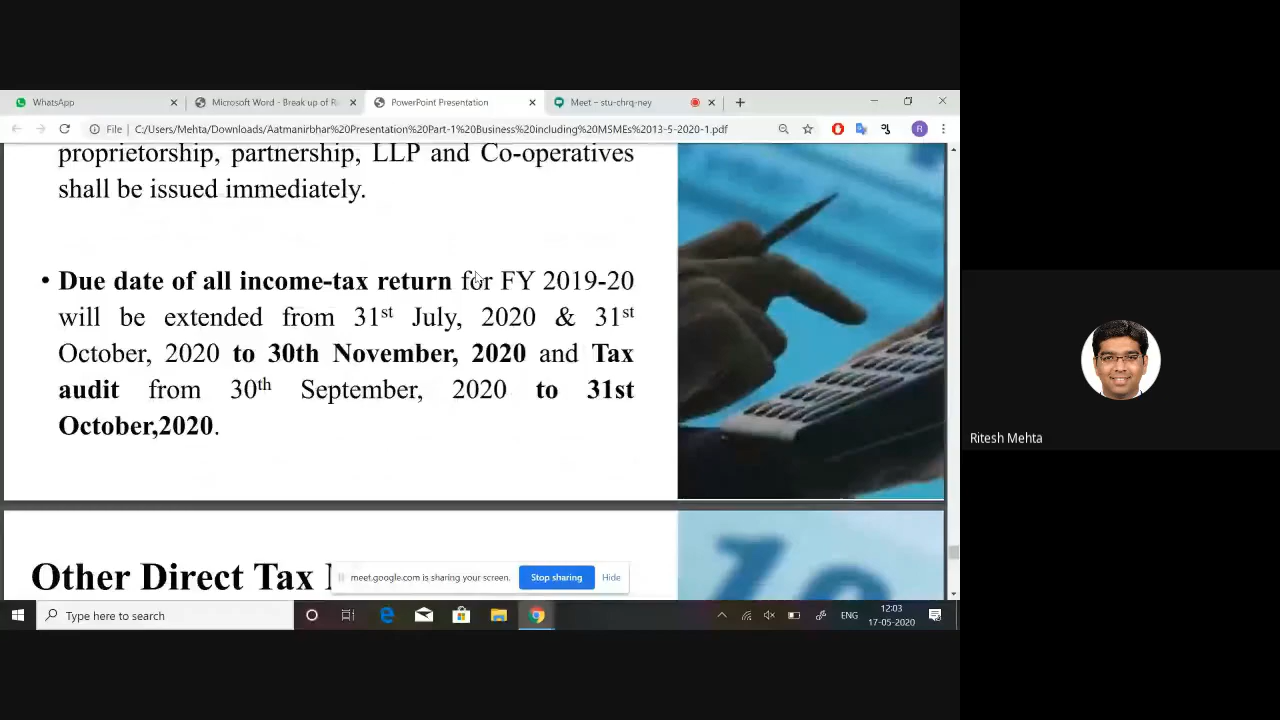 WhatsApp
Microsoft Word - Break up of R
PowerPoint Presentation
Meet – stu-chrq-ney
File
C:/Users/Mehta/Downloads/Aatmanirbhar%20Presentation%20Part-1%20Business%20including%20MSMEs%2013-5-2020-1.pdf
R
proprietorship, partnership, LLP and Co-operatives
shall be issued immediately.
• Due date of all income-tax return for FY 2019-20
will be extended from 31st July, 2020 & 31st
October, 2020 to 30th November, 2020 and Tax
audit from 30th September, 2020 to 31st
October,2020.
Ritesh Mehta
Other Direct Tax
meet.google.com is sharing your screen.
Stop sharing
Hide
Type here to search
ENG
12:03
17-05-2020